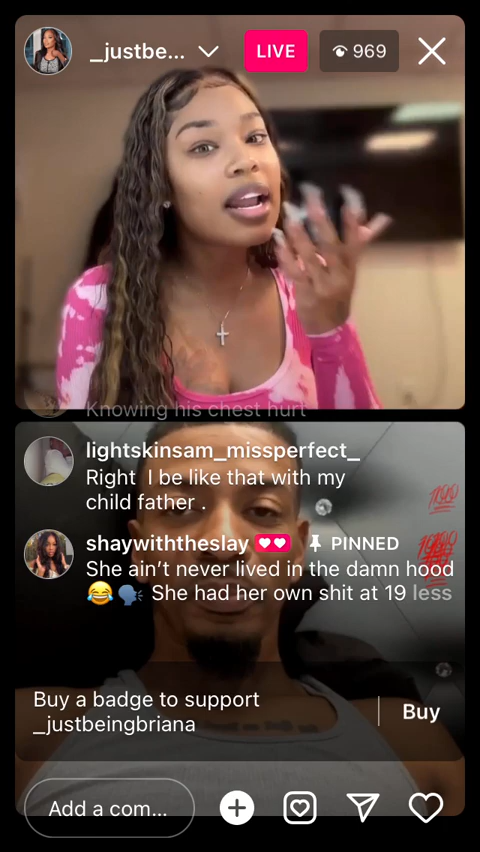 _justbe...
LIVE
969
Knowing his chest hurt
lightskinsam_missperfect_
Right I be like that with my
child father .
shaywiththeslay PINNED
She ain’t never lived in the damn hood
😂🗣️ She had her own shit at 19 less
Buy a badge to support
_justbeingbriana
Buy
Add a com...